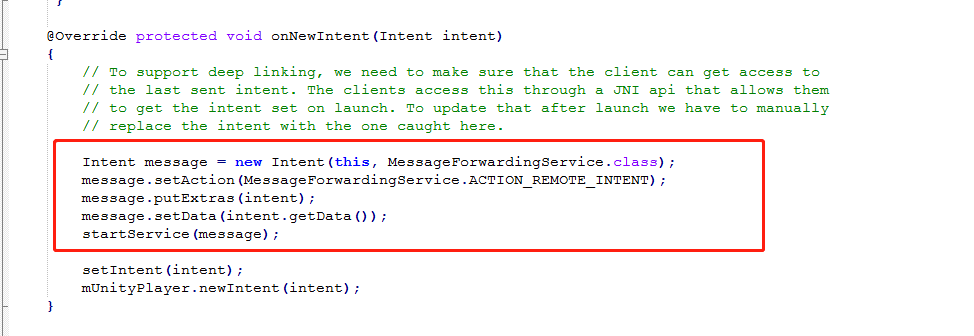 }
@Override protected void onNewIntent(Intent intent)
{
// To support deep linking, we need to make sure that the client can get access to
// the last sent intent. The clients access this through a JNI api that allows them
// to get the intent set on launch. To update that after launch we have to manually
// replace the intent with the one caught here.
Intent message = new Intent(this, MessageForwardingService.class);
message.setAction(MessageForwardingService.ACTION_REMOTE_INTENT);
message.putExtras(intent);
message.setData(intent.getData());
startService(message);
setIntent(intent);
mUnityPlayer.newIntent(intent);
}